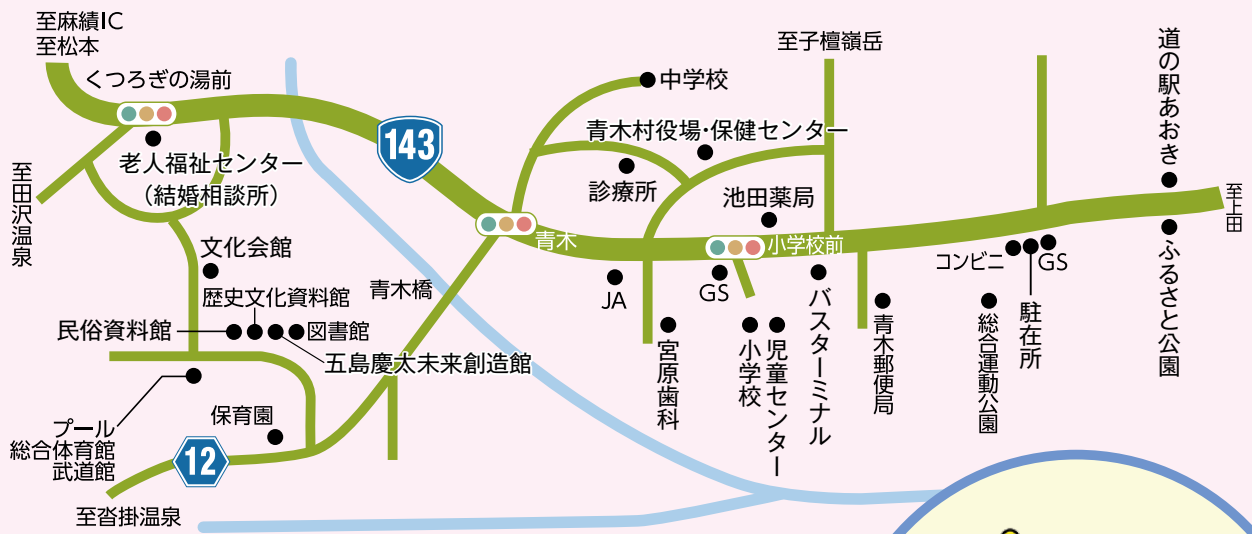 至麻績IC
至松本
くつろぎの湯前
老人福祉センター
（結婚相談所）
至田沢温泉
文化会館
歴史文化資料館
民俗資料館
図書館
五島慶太未来創造館
青木橋
プール
総合体育館
武道館
保育園
12
至沓掛温泉
143
中学校
青木村役場・保健センター
診療所
池田薬局
至子檀嶺岳
青木
小学校前
JA
GS
宮原歯科
小学校
児童センター
バスターミナル
青木郵便局
コンビニ
GS
駐在所
総合運動公園
道の駅あおき
ふるさと公園
至上田